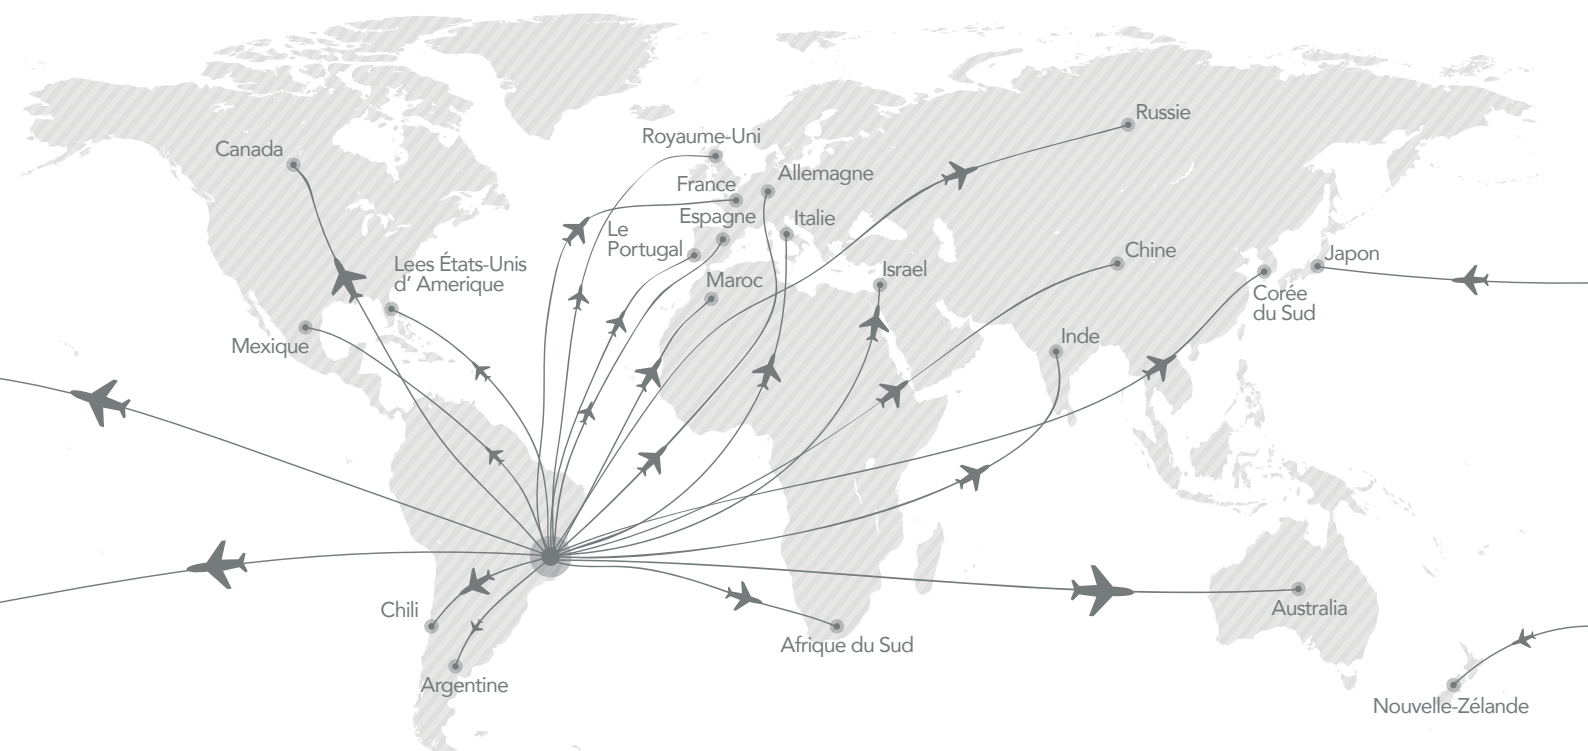 Russie
Royaume-Uni
Canada
Allemagne
France
Espagne
Italie
Le
Portugal
Chine
Japon
Lees États-Unis
d’ Amerique
Israel
Maroc
Corée
du Sud
Mexique
Inde
Chili
Australia
Afrique du Sud
Argentine
Nouvelle-Zélande